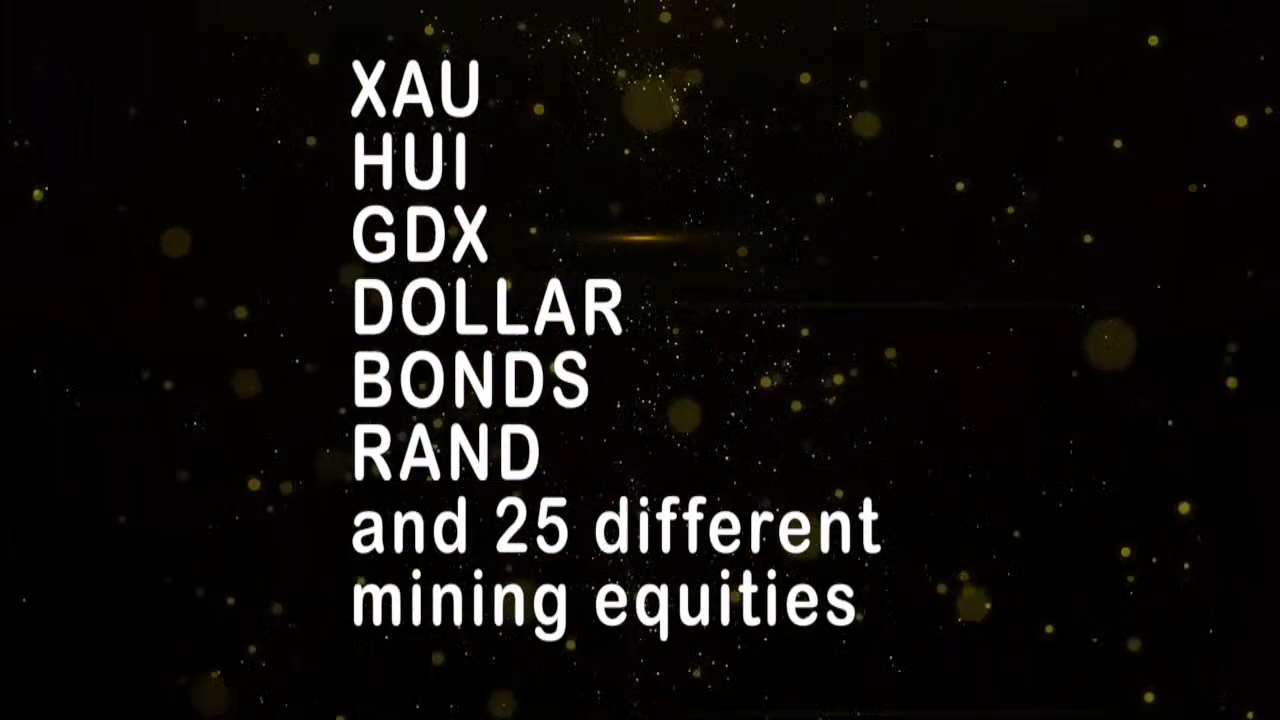 XAU
HUI
GDX
DOLLAR
BONDS
RAND
and 25 different
mining equities